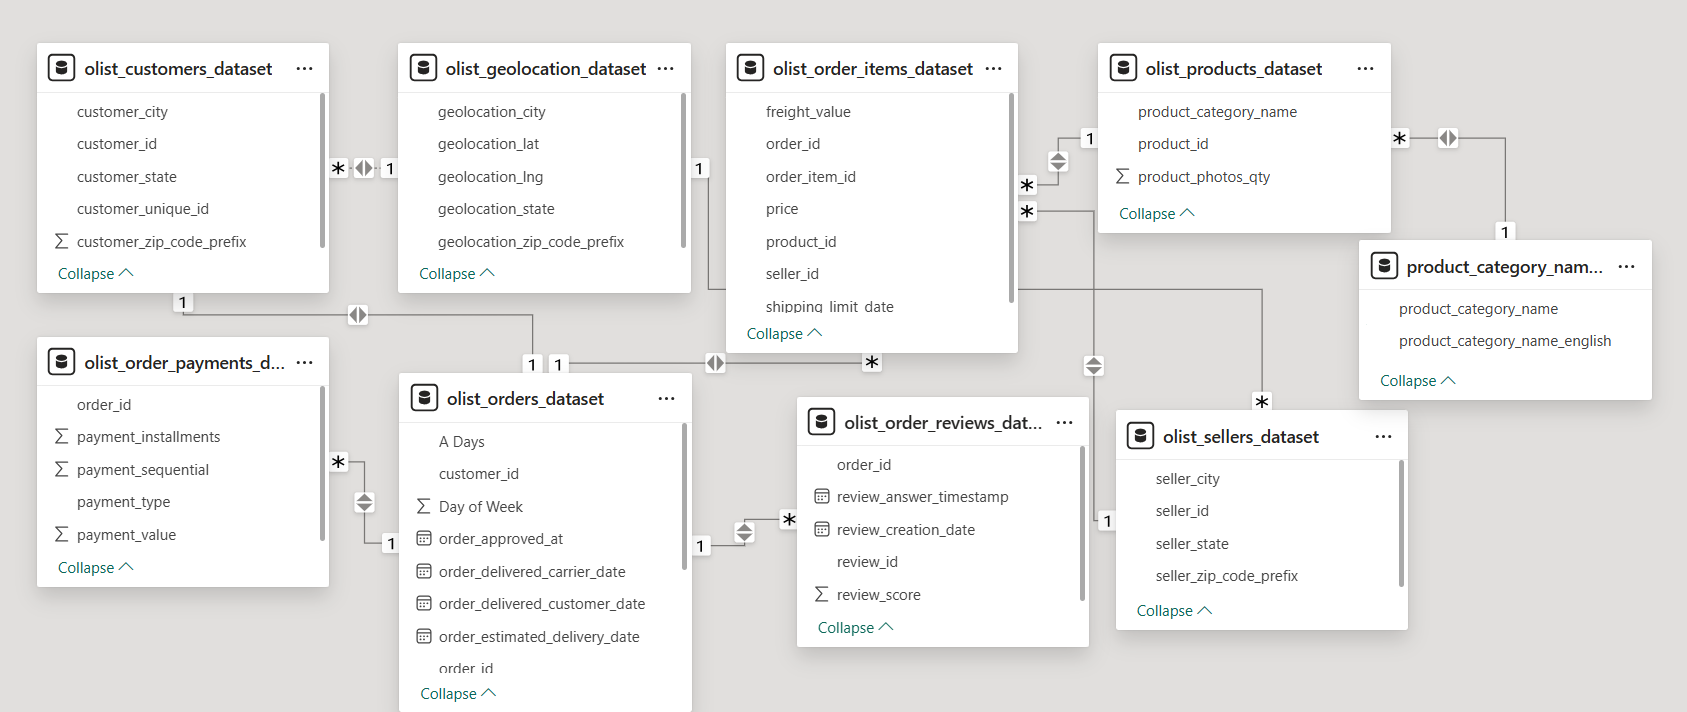 olist_customers_dataset ...
customer_city
customer_id
customer_state
customer_unique_id
∑ customer_zip_code_prefix
Collapse
olist_geolocation_dataset ...
geolocation_city
geolocation_lat
geolocation_lng
geolocation_state
geolocation_zip_code_prefix
Collapse
olist_order_items_dataset ...
freight_value
order_id
order_item_id
price
product_id
seller_id
shipping_limit_date
Collapse
olist_products_dataset ...
product_category_name
product_id
∑ product_photos_qty
Collapse
* 1
1
*
*
1
* 1
product_category_nam... ...
product_category_name
product_category_name_english
Collapse
1
1 1 *
olist_order_payments_d... ...
order_id
∑ payment_installments
∑ payment_sequential
payment_type
∑ payment_value
Collapse
* 1
olist_orders_dataset ...
A Days
customer_id
∑ Day of Week
order_approved_at
order_delivered_carrier_date
order_delivered_customer_date
order_estimated_delivery_date
order_id
Collapse
1 *
olist_order_reviews_dat... ...
order_id
review_answer_timestamp
review_creation_date
review_id
∑ review_score
Collapse
1
*
olist_sellers_dataset ...
seller_city
seller_id
seller_state
seller_zip_code_prefix
Collapse